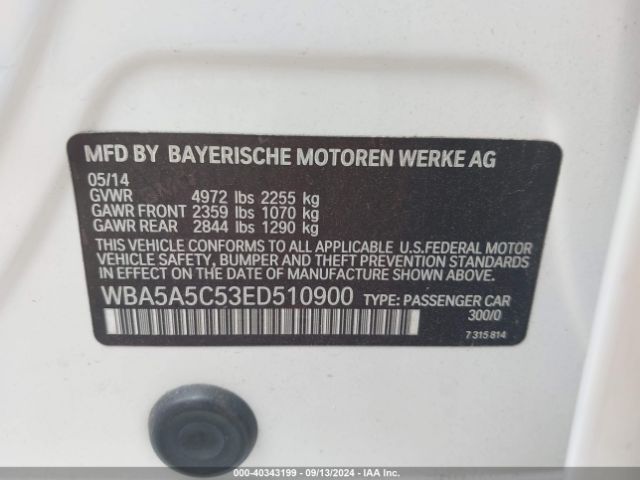 MFD BY BAYERISCHE MOTOREN WERKE AG
05/14
GVWR 4972 lbs 2255 kg
GAWR FRONT 2359 lbs 1070 kg
GAWR REAR 2844 lbs 1290 kg
THIS VEHICLE CONFORMS TO ALL APPLICABLE U.S.FEDERAL MOTOR
VEHICLE SAFETY, BUMPER AND THEFT PREVENTION STANDARDS
IN EFFECT ON THE DATE OF MANUFACTURE SHOWN ABOVE.
WBA5A5C53ED510900 TYPE: PASSENGER CAR
300/0
7 315 814
000-40343199 - 09/13/2024 - IAA Inc.